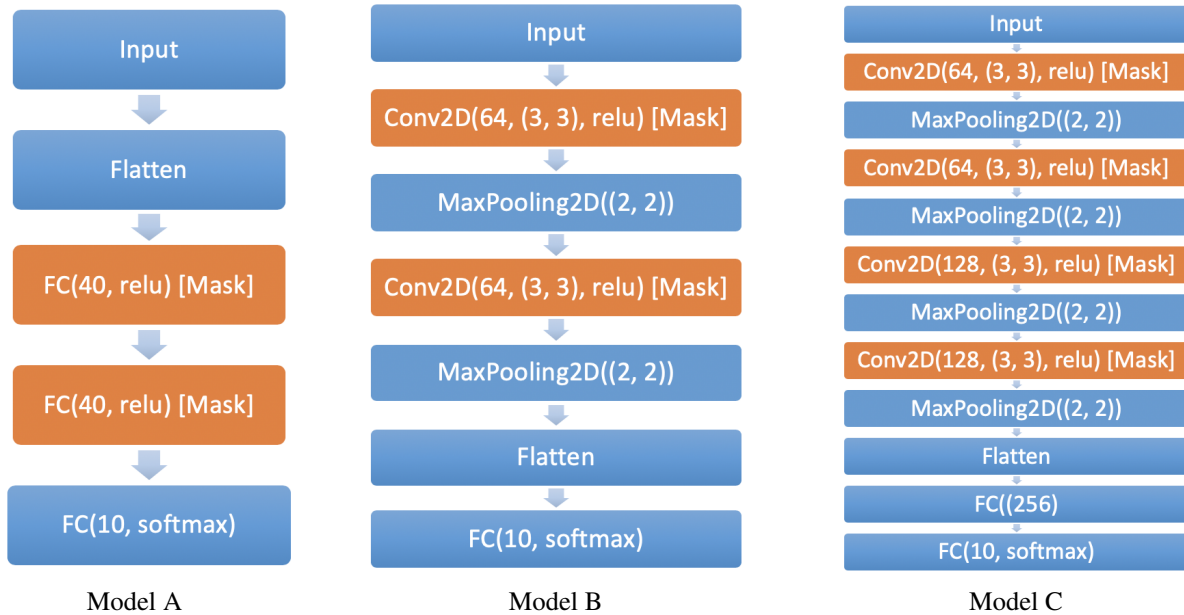 Input
Flatten
FC(40, relu) [Mask]
FC(40, relu) [Mask]
FC(10, softmax)
Model A
Input
Conv2D(64, (3, 3), relu) [Mask]
MaxPooling2D((2, 2))
Conv2D(64, (3, 3), relu) [Mask]
MaxPooling2D((2, 2))
Flatten
FC(10, softmax)
Model B
Input
Conv2D(64, (3, 3), relu) [Mask]
MaxPooling2D((2, 2))
Conv2D(64, (3, 3), relu) [Mask]
MaxPooling2D((2, 2))
Conv2D(128, (3, 3), relu) [Mask]
MaxPooling2D((2, 2))
Conv2D(128, (3, 3), relu) [Mask]
MaxPooling2D((2, 2))
Flatten
FC((256)
FC(10, softmax)
Model C